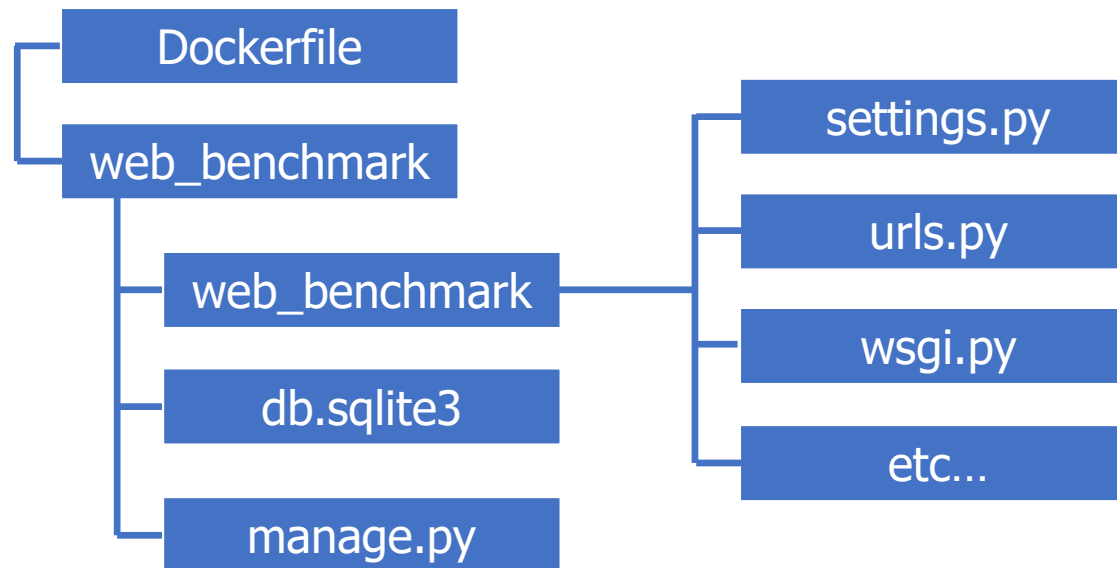 Dockerfile
web_benchmark
web_benchmark
db.sqlite3
manage.py
settings.py
urls.py
wsgi.py
etc...